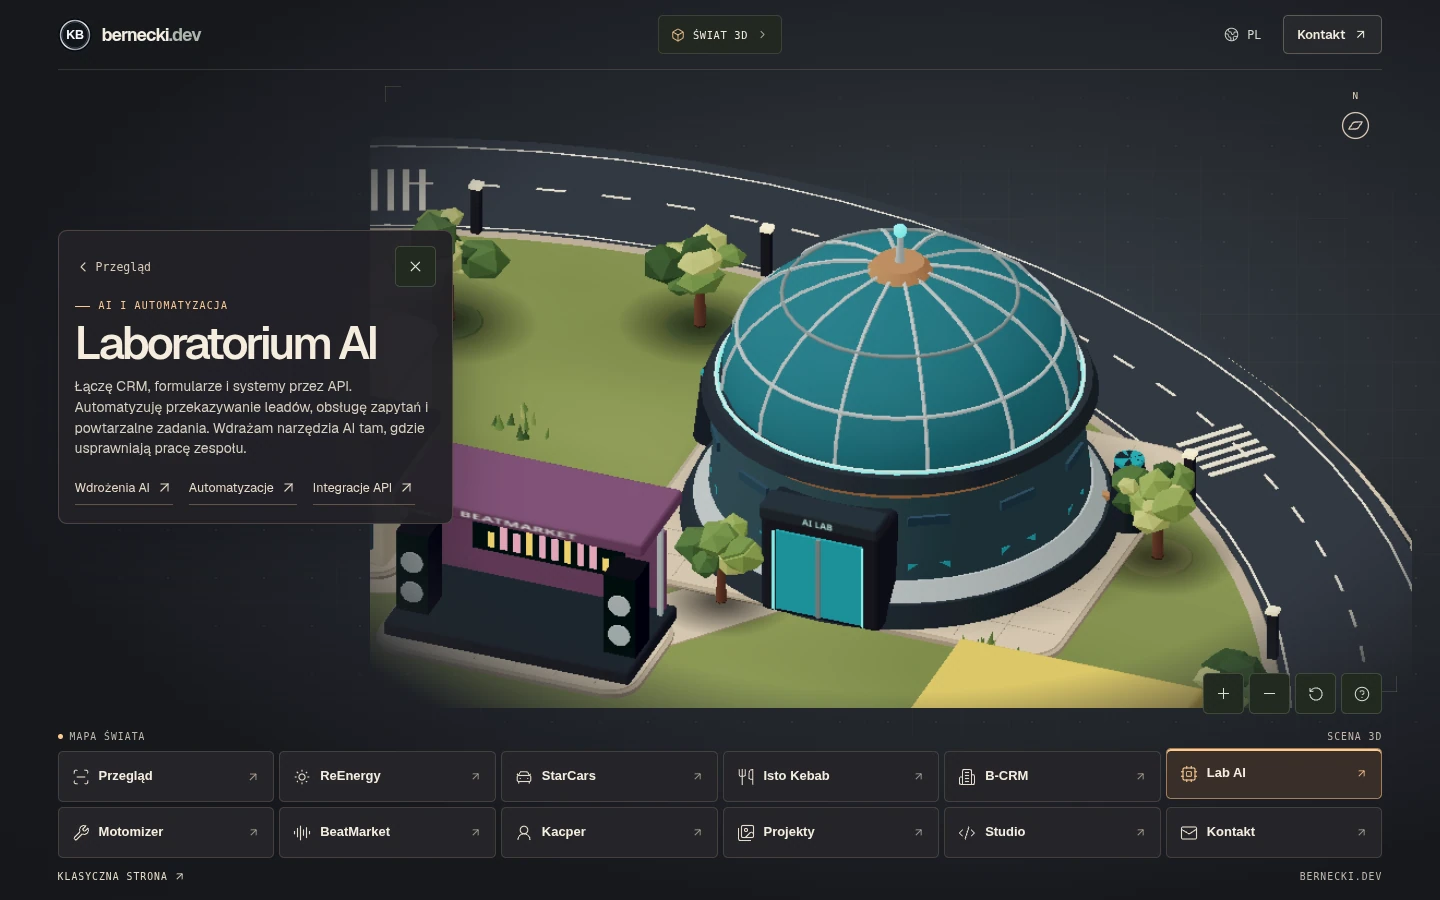 KB bernecki.dev
ŚWIAT 3D
PL
Kontakt
N
Przegląd
AI I AUTOMATYZACJA
Laboratorium AI
Łączę CRM, formularze i systemy przez API.
Automatyzuję przekazywanie leadów, obsługę zapytań i
powtarzalne zadania. Wdrażam narzędzia AI tam, gdzie
usprawniają pracę zespołu.
Wdrożenia AI
Automatyzacje
Integracje API
BEATMARKET
AI LAB
MAPA ŚWIATA
SCENA 3D
Przegląd
ReEnergy
StarCars
Isto Kebab
B-CRM
Lab AI
Motomizer
BeatMarket
Kacper
Projekty
Studio
Kontakt
KLASYCZNA STRONA
BERNECKI.DEV